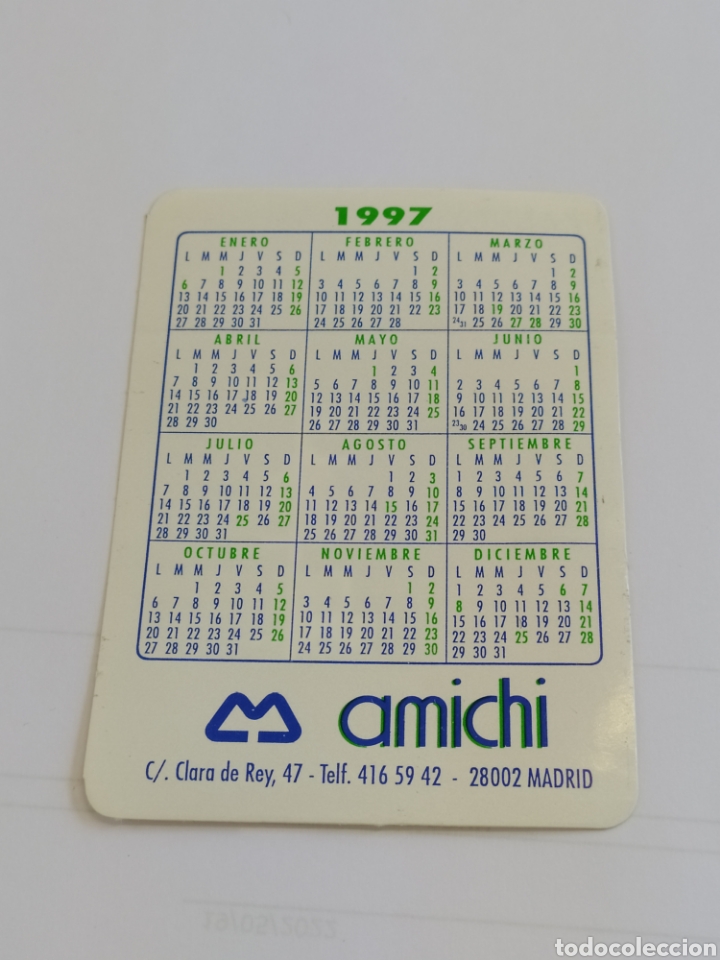 1997
ENERO FEBRERO MARZO
L M M J V S D L M M J V S D L M M J V S D
1 2 3 4 5 1 2 1 2
6 7 8 9 10 11 12 3 4 5 6 7 8 9 3 4 5 6 7 8 9
13 14 15 16 17 18 19 10 11 12 13 14 15 16 10 11 12 13 14 15 16
20 21 22 23 24 25 26 17 18 19 20 21 22 23 17 18 19 20 21 22 23
27 28 29 30 31 24 25 26 27 28 24 31 25 26 27 28 29 30
ABRIL MAYO JUNIO
L M M J V S D L M M J V S D L M M J V S D
1 2 3 4 5 6 1 2 3 4 1
7 8 9 10 11 12 13 5 6 7 8 9 10 11 2 3 4 5 6 7 8
14 15 16 17 18 19 20 12 13 14 15 16 17 18 9 10 11 12 13 14 15
21 22 23 24 25 26 27 19 20 21 22 23 24 25 16 17 18 19 20 21 22
28 29 30 26 27 28 29 30 31 23 30 24 25 26 27 28 29
JULIO AGOSTO SEPTIEMBRE
L M M J V S D L M M J V S D L M M J V S D
1 2 3 4 5 6 1 2 3 1 2 3 4 5 6 7
7 8 9 10 11 12 13 4 5 6 7 8 9 10 8 9 10 11 12 13 14
14 15 16 17 18 19 20 11 12 13 14 15 16 17 15 16 17 18 19 20 21
21 22 23 24 25 26 27 18 19 20 21 22 23 24 22 23 24 25 26 27 28
28 29 30 31 25 26 27 28 29 30 31 29 30
OCTUBRE NOVIEMBRE DICIEMBRE
L M M J V S D L M M J V S D L M M J V S D
1 2 3 4 5 1 2 1 2 3 4 5 6 7
6 7 8 9 10 11 12 3 4 5 6 7 8 9 8 9 10 11 12 13 14
13 14 15 16 17 18 19 10 11 12 13 14 15 16 15 16 17 18 19 20 21
20 21 22 23 24 25 26 17 18 19 20 21 22 23 22 23 24 25 26 27 28
27 28 29 30 31 24 25 26 27 28 29 30 29 30 31
amichi
C/. Clara de Rey, 47 - Telf. 416 59 42 - 28002 MADRID
todocoleccion